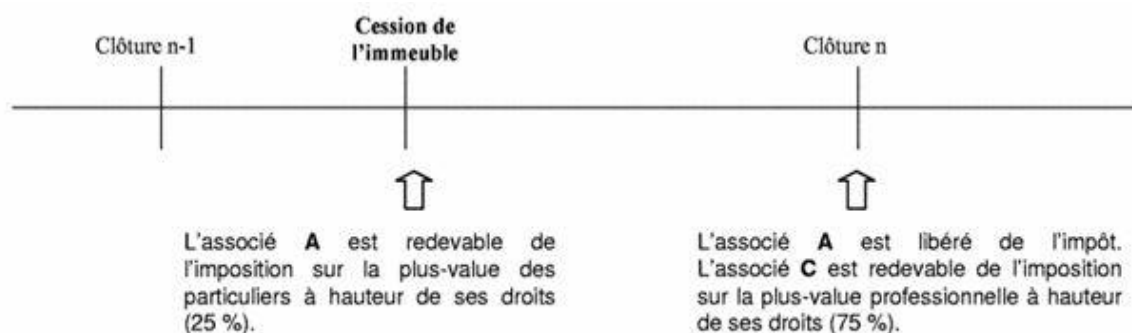 Clôture n-1
Cession de
l'immeuble
Clôture n
L'associé A est redevable de
l'imposition sur la plus-value des
particuliers à hauteur de ses droits
(25 %).
L'associé A est libéré de l'impôt.
L'associé C est redevable de l'imposition
sur la plus-value professionnelle à hauteur
de ses droits (75 %).